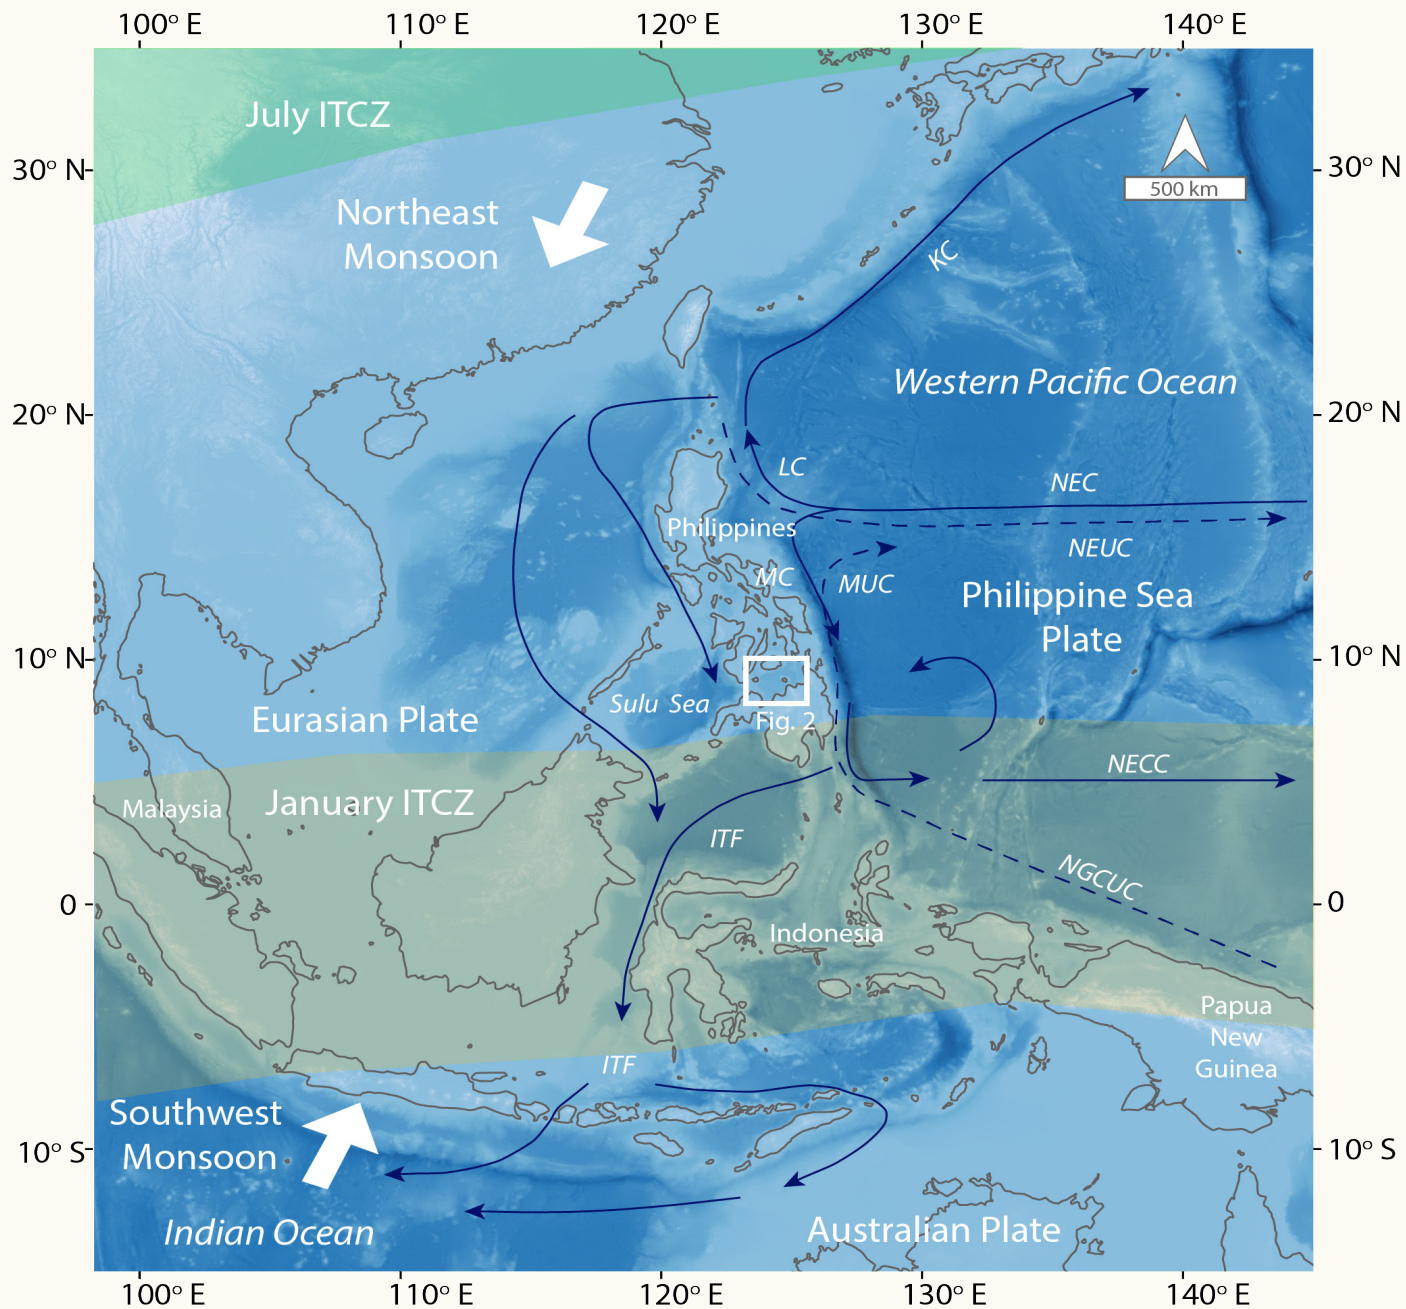 100° E 110° E 120° E 130° E 140° E
July ITCZ
30° N
30° N
500 km
Northeast
Monsoon
KC
Western Pacific Ocean
20° N
20° N
LC
NEC
Philippines
NEUC
MC
MUC
Philippine Sea
Plate
10° N
10° N
Sulu Sea
Fig. 2
Eurasian Plate
NECC
Malaysia
January ITCZ
ITF
NGCUC
0
0
Indonesia
Papua
New
Guinea
ITF
Southwest
Monsoon
10° S
10° S
Indian Ocean
Australian Plate
100° E 110° E 120° E 130° E 140° E